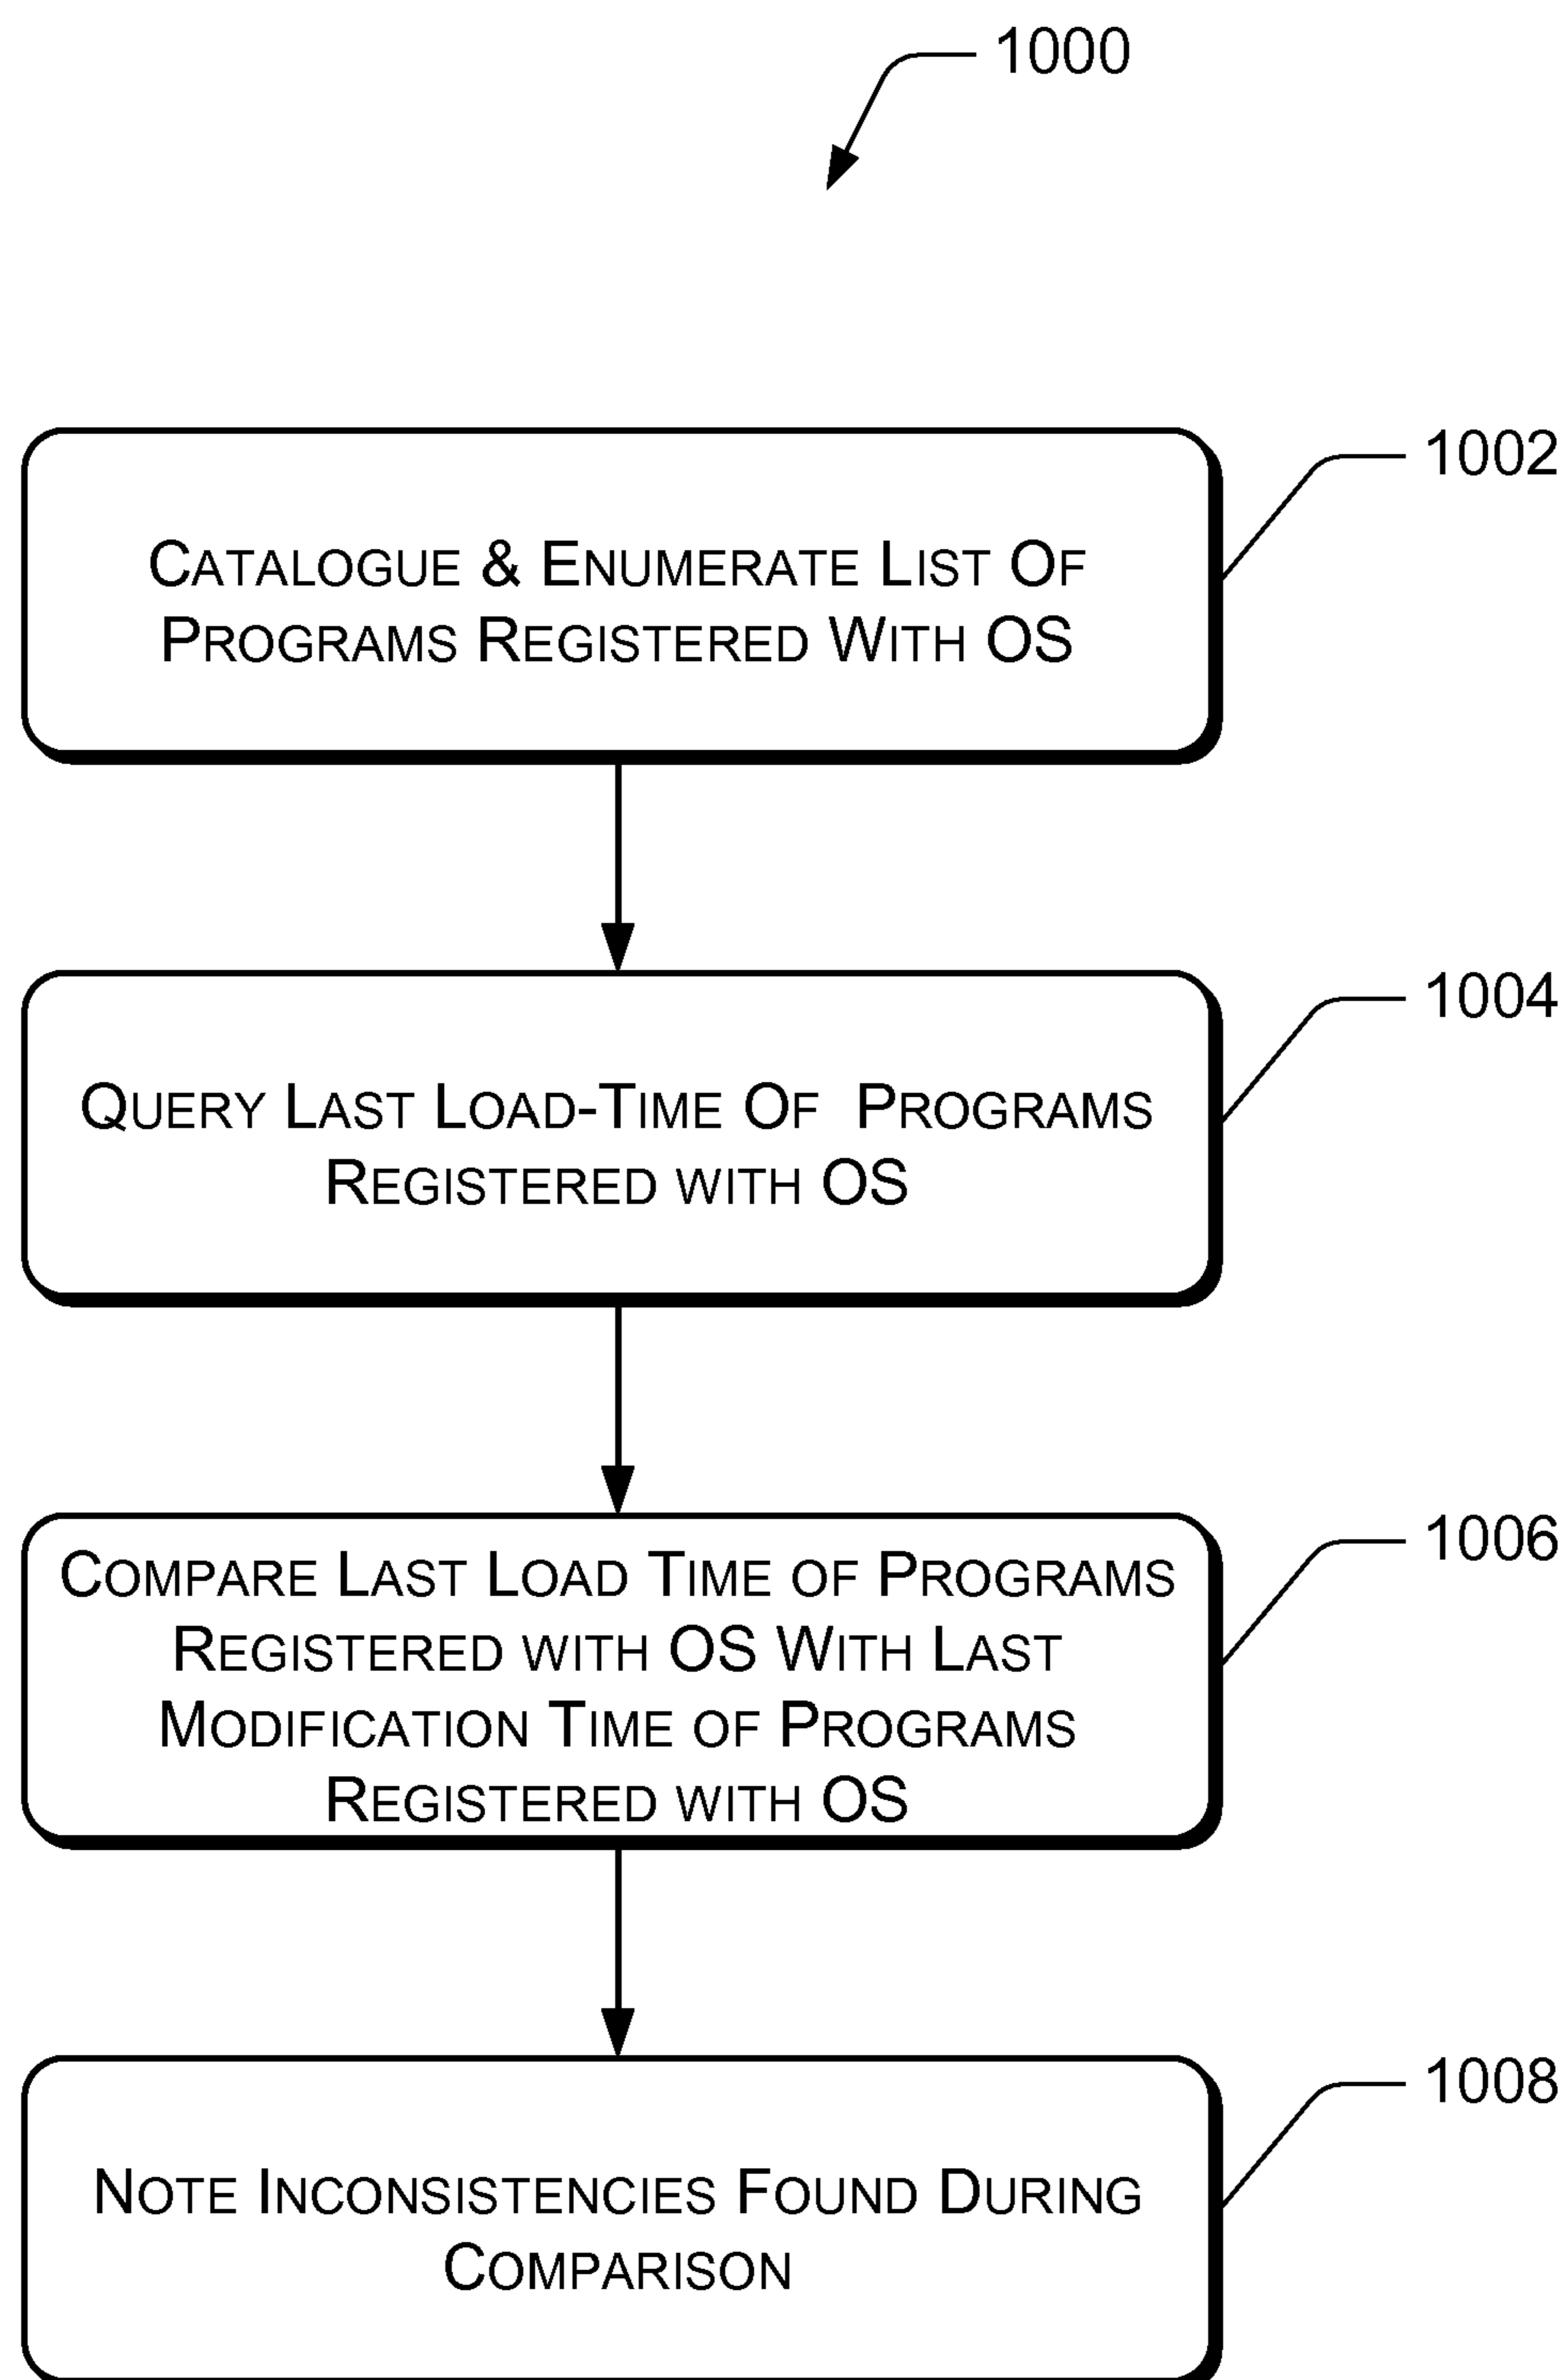 1000
1002
CATALOGUE & ENUMERATE LIST OF
PROGRAMS REGISTERED WITH OS
1004
QUERY LAST LOAD-TIME OF PROGRAMS
REGISTERED WITH OS
1006
COMPARE LAST LOAD TIME OF PROGRAMS
REGISTERED WITH OS WITH LAST
MODIFICATION TIME OF PROGRAMS
REGISTERED WITH OS
1008
NOTE INCONSISTENCIES FOUND DURING
COMPARISON